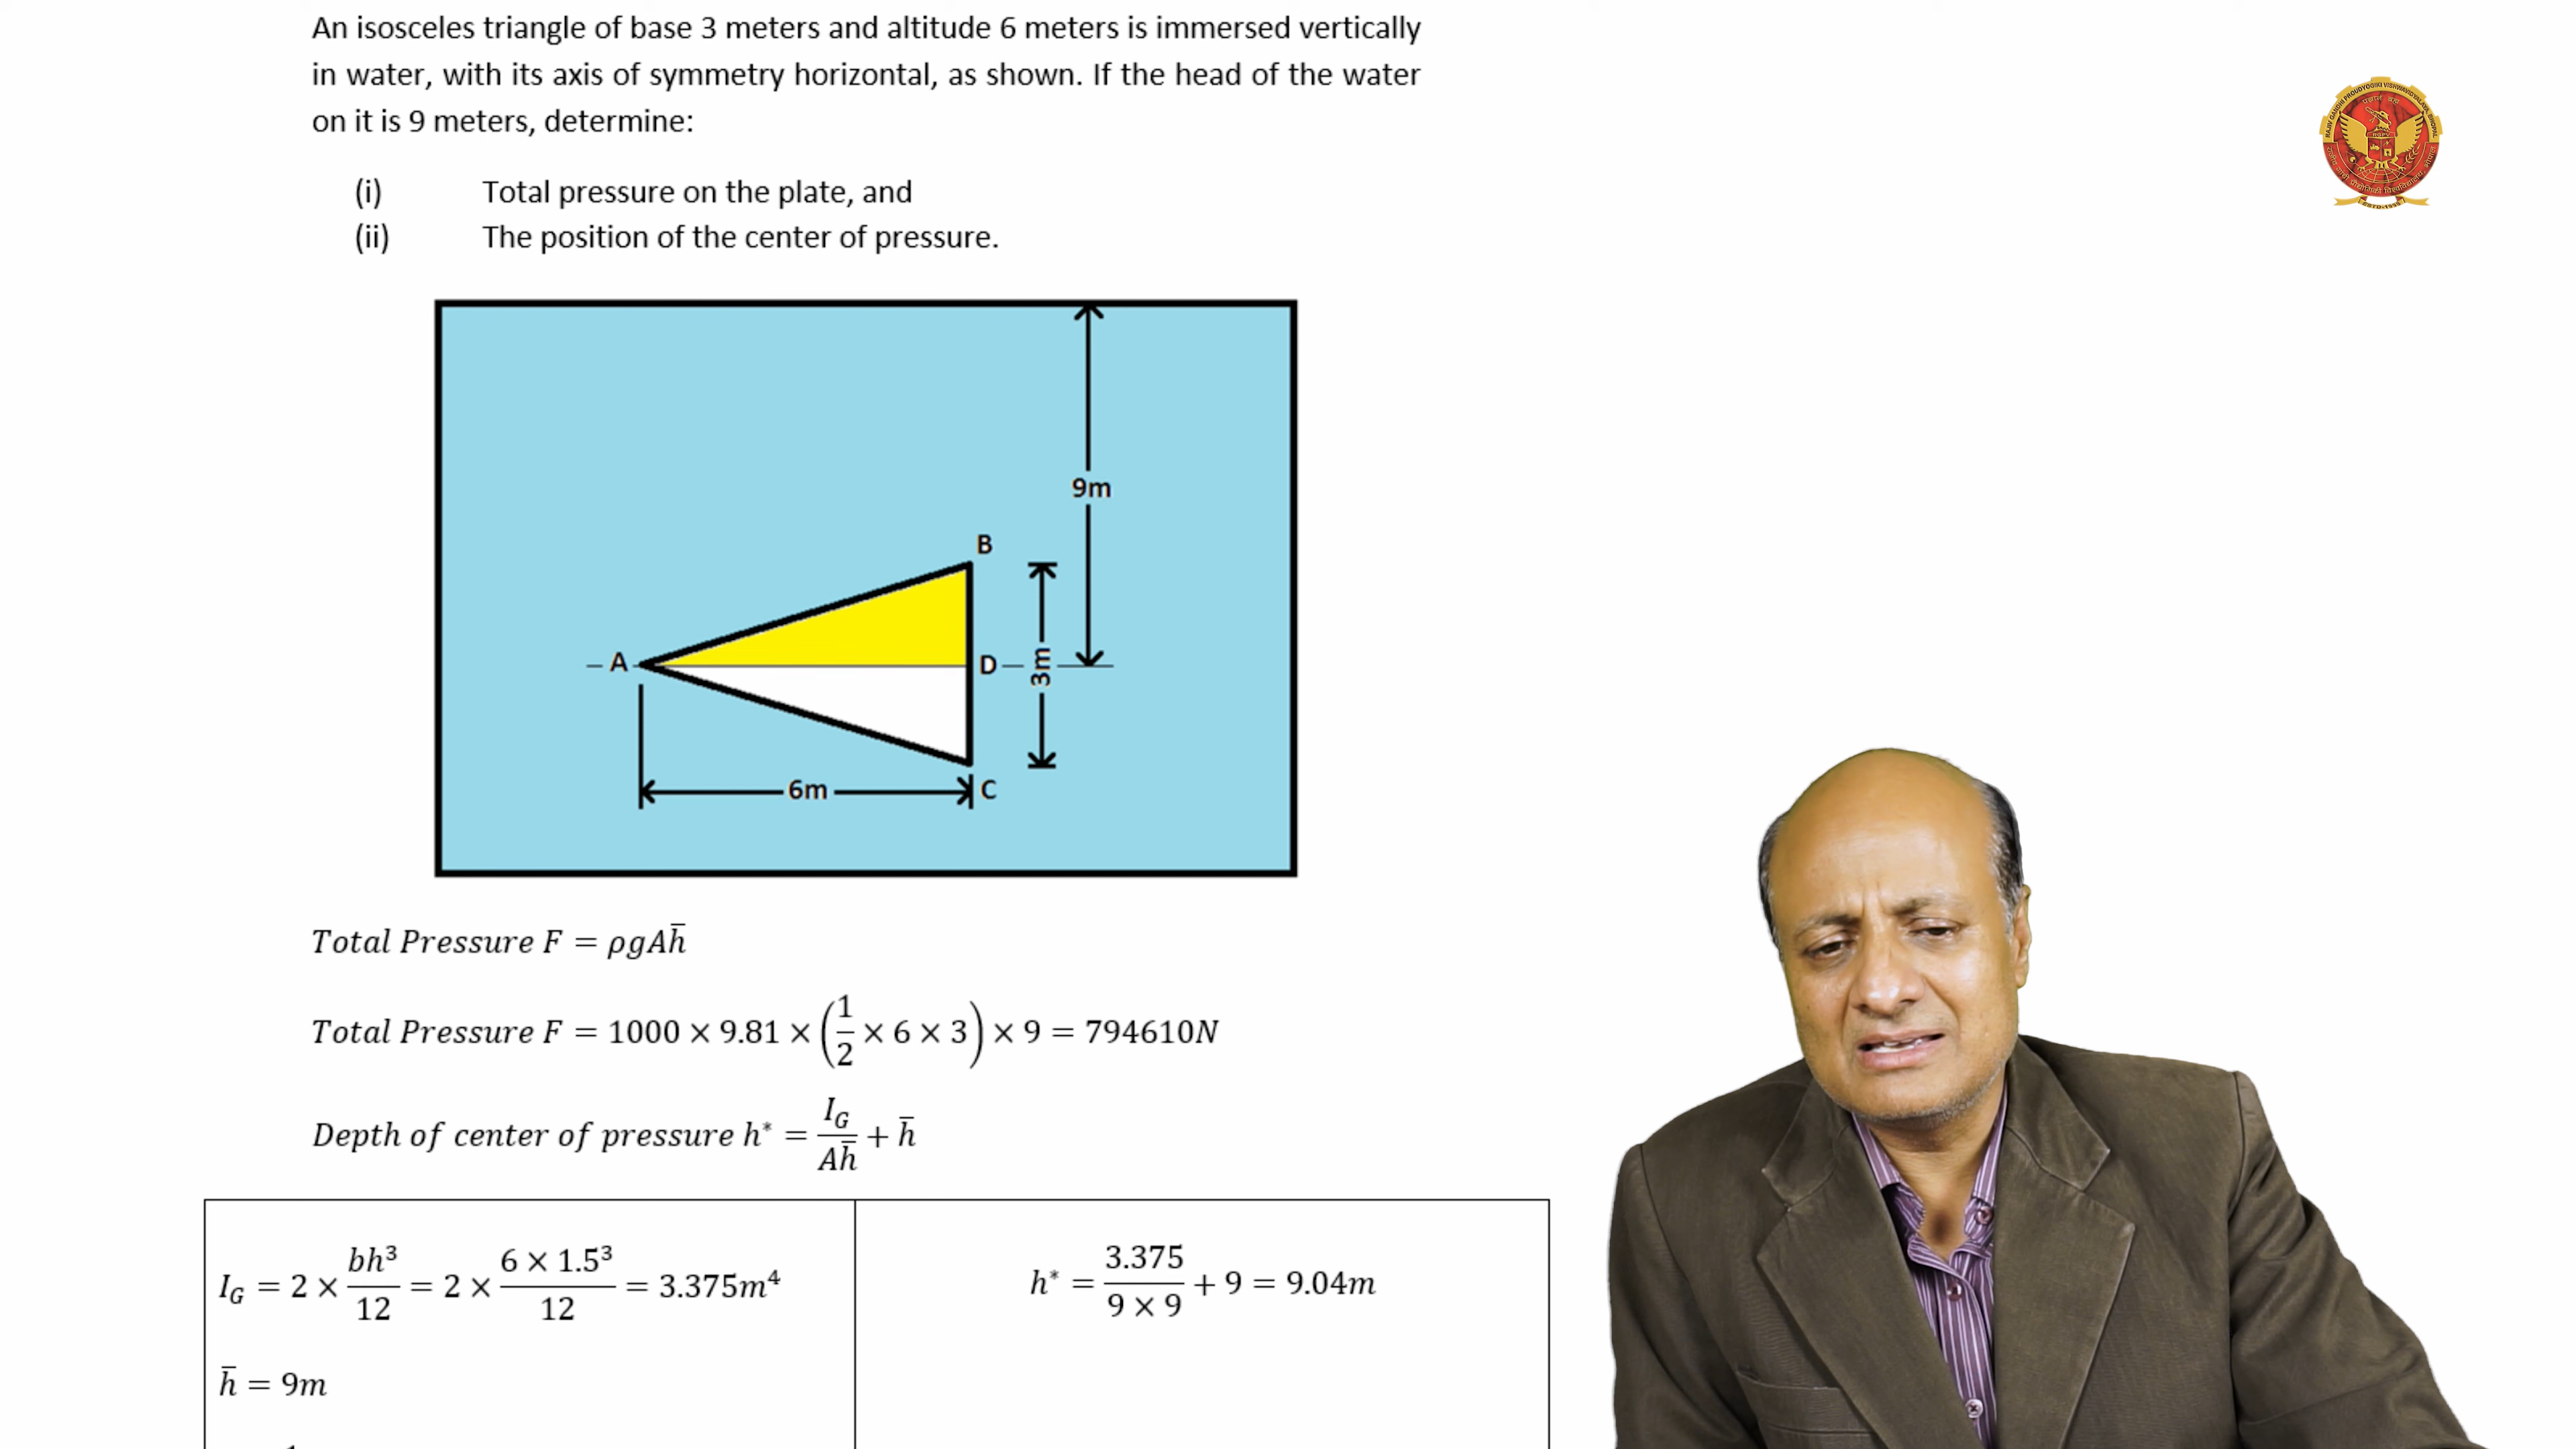 An isosceles triangle of base 3 meters and altitude 6 meters is immersed vertically
in water, with its axis of symmetry horizontal, as shown. If the head of the water
on it is 9 meters, determine:
(i) Total pressure on the plate, and
(ii) The position of the center of pressure.
9m
B
A
D
3m
6m
C
Total Pressure F = ρgAh̄
Total Pressure F = 1000 × 9.81 × (1/2 × 6 × 3) × 9 = 794610N
Depth of center of pressure h* = I_G/Ah̄ + h̄
I_G = 2 × bh³/12 = 2 × 6 × 1.5³/12 = 3.375m⁴
h* = 3.375/9 × 9 + 9 = 9.04m
h̄ = 9m